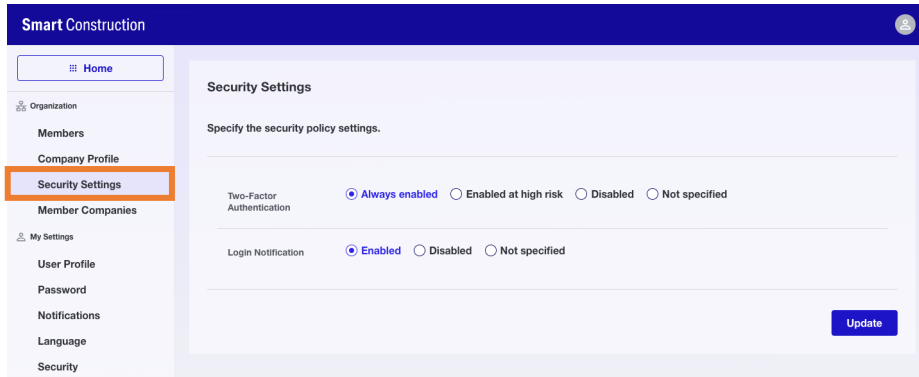 Smart Construction
Home
Organization
Members
Company Profile
Security Settings
Member Companies
My Settings
User Profile
Password
Notifications
Language
Security
Security Settings
Specify the security policy settings.
Two-Factor
Authentication
Always enabled Enabled at high risk Disabled Not specified
Login Notification
Enabled Disabled Not specified
Update